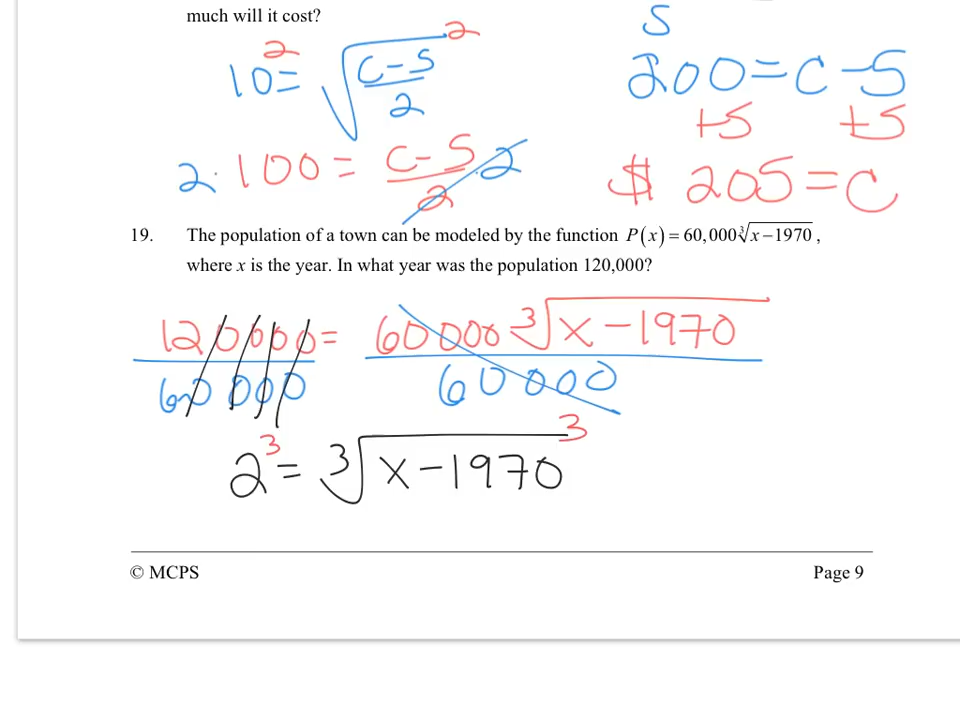 much will it cost?
5
10² = √((c-5)/2)²
200 = c - 5
+5 +5
2 · 100 = (c-5)/2 · 2
$ 205 = c
19. The population of a town can be modeled by the function P(x) = 60,000∛(x-1970),
where x is the year. In what year was the population 120,000?
120000 = 60000 ∛(x-1970)
60000 60000
2³ = ∛(x-1970)³
© MCPS Page 9